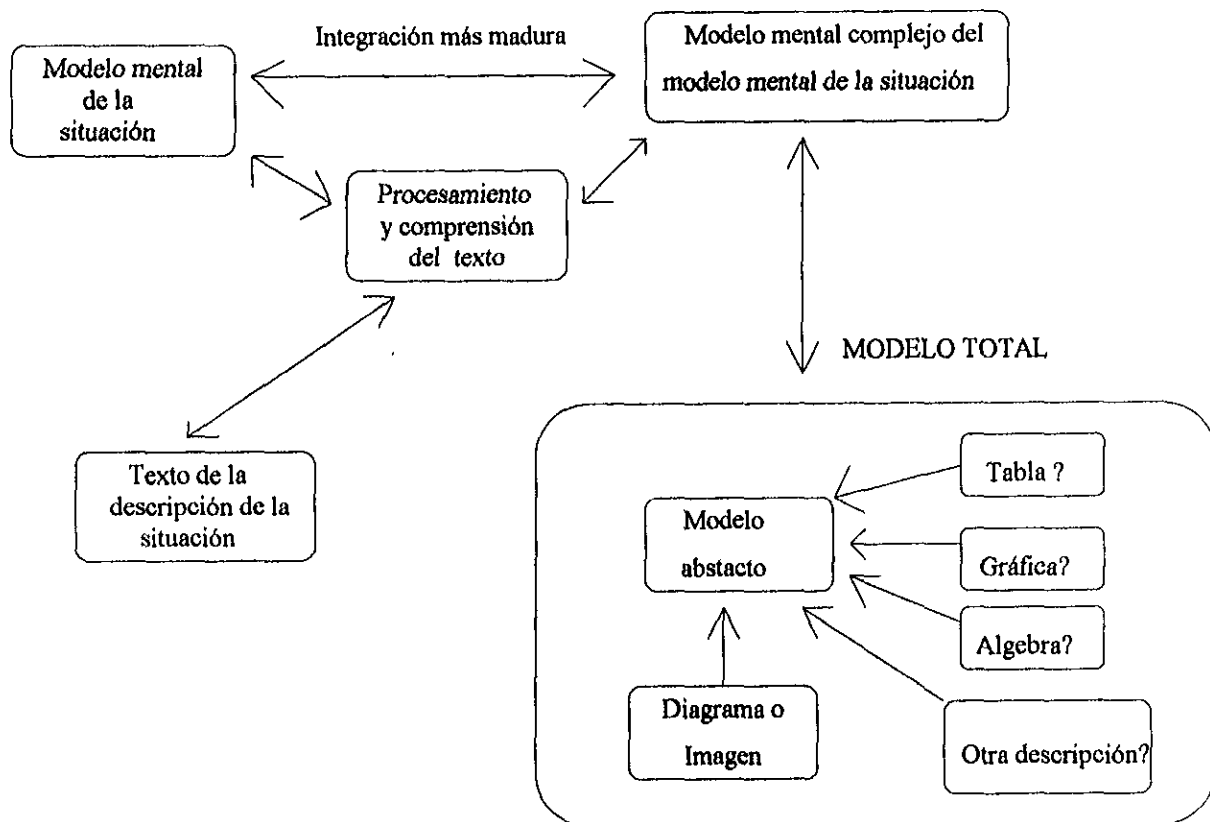 Integración más madura
Modelo mental
de la
situación
Modelo mental complejo del
modelo mental de la situación
Procesamiento
y comprensión
del texto
MODELO TOTAL
Texto de la
descripción de la
situación
Modelo
abstacto
Tabla ?
Gráfica?
Algebra?
Diagrama o
Imagen
Otra descripción?